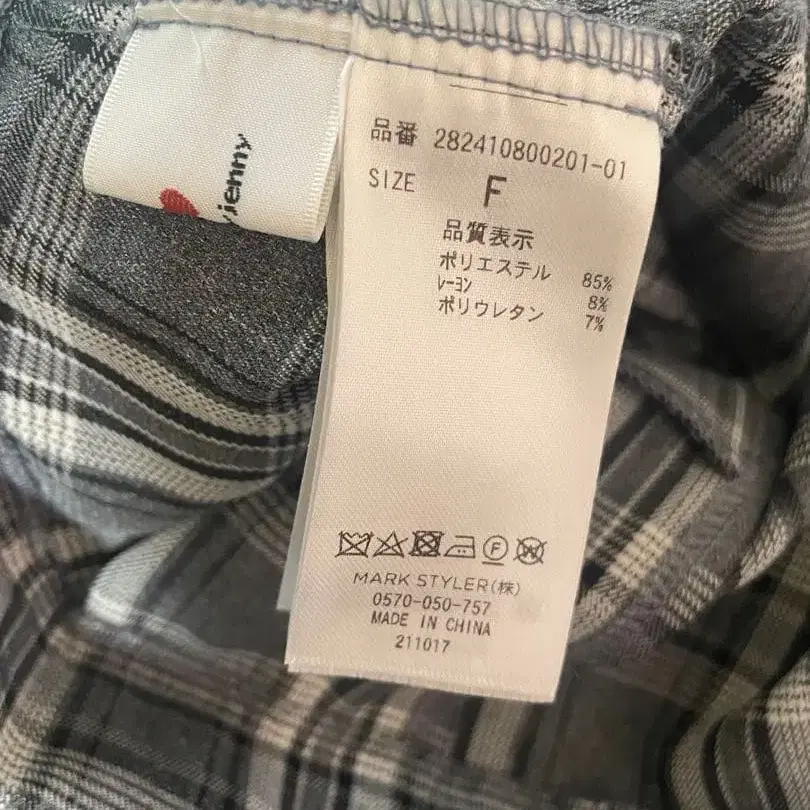 品番 282410800201-01
SIZE F
品質表示
ポリエステル 85%
レーヨン 8%
ポリウレタン 7%
F W
MARK STYLER(株)
0570-050-757
MADE IN CHINA
211017